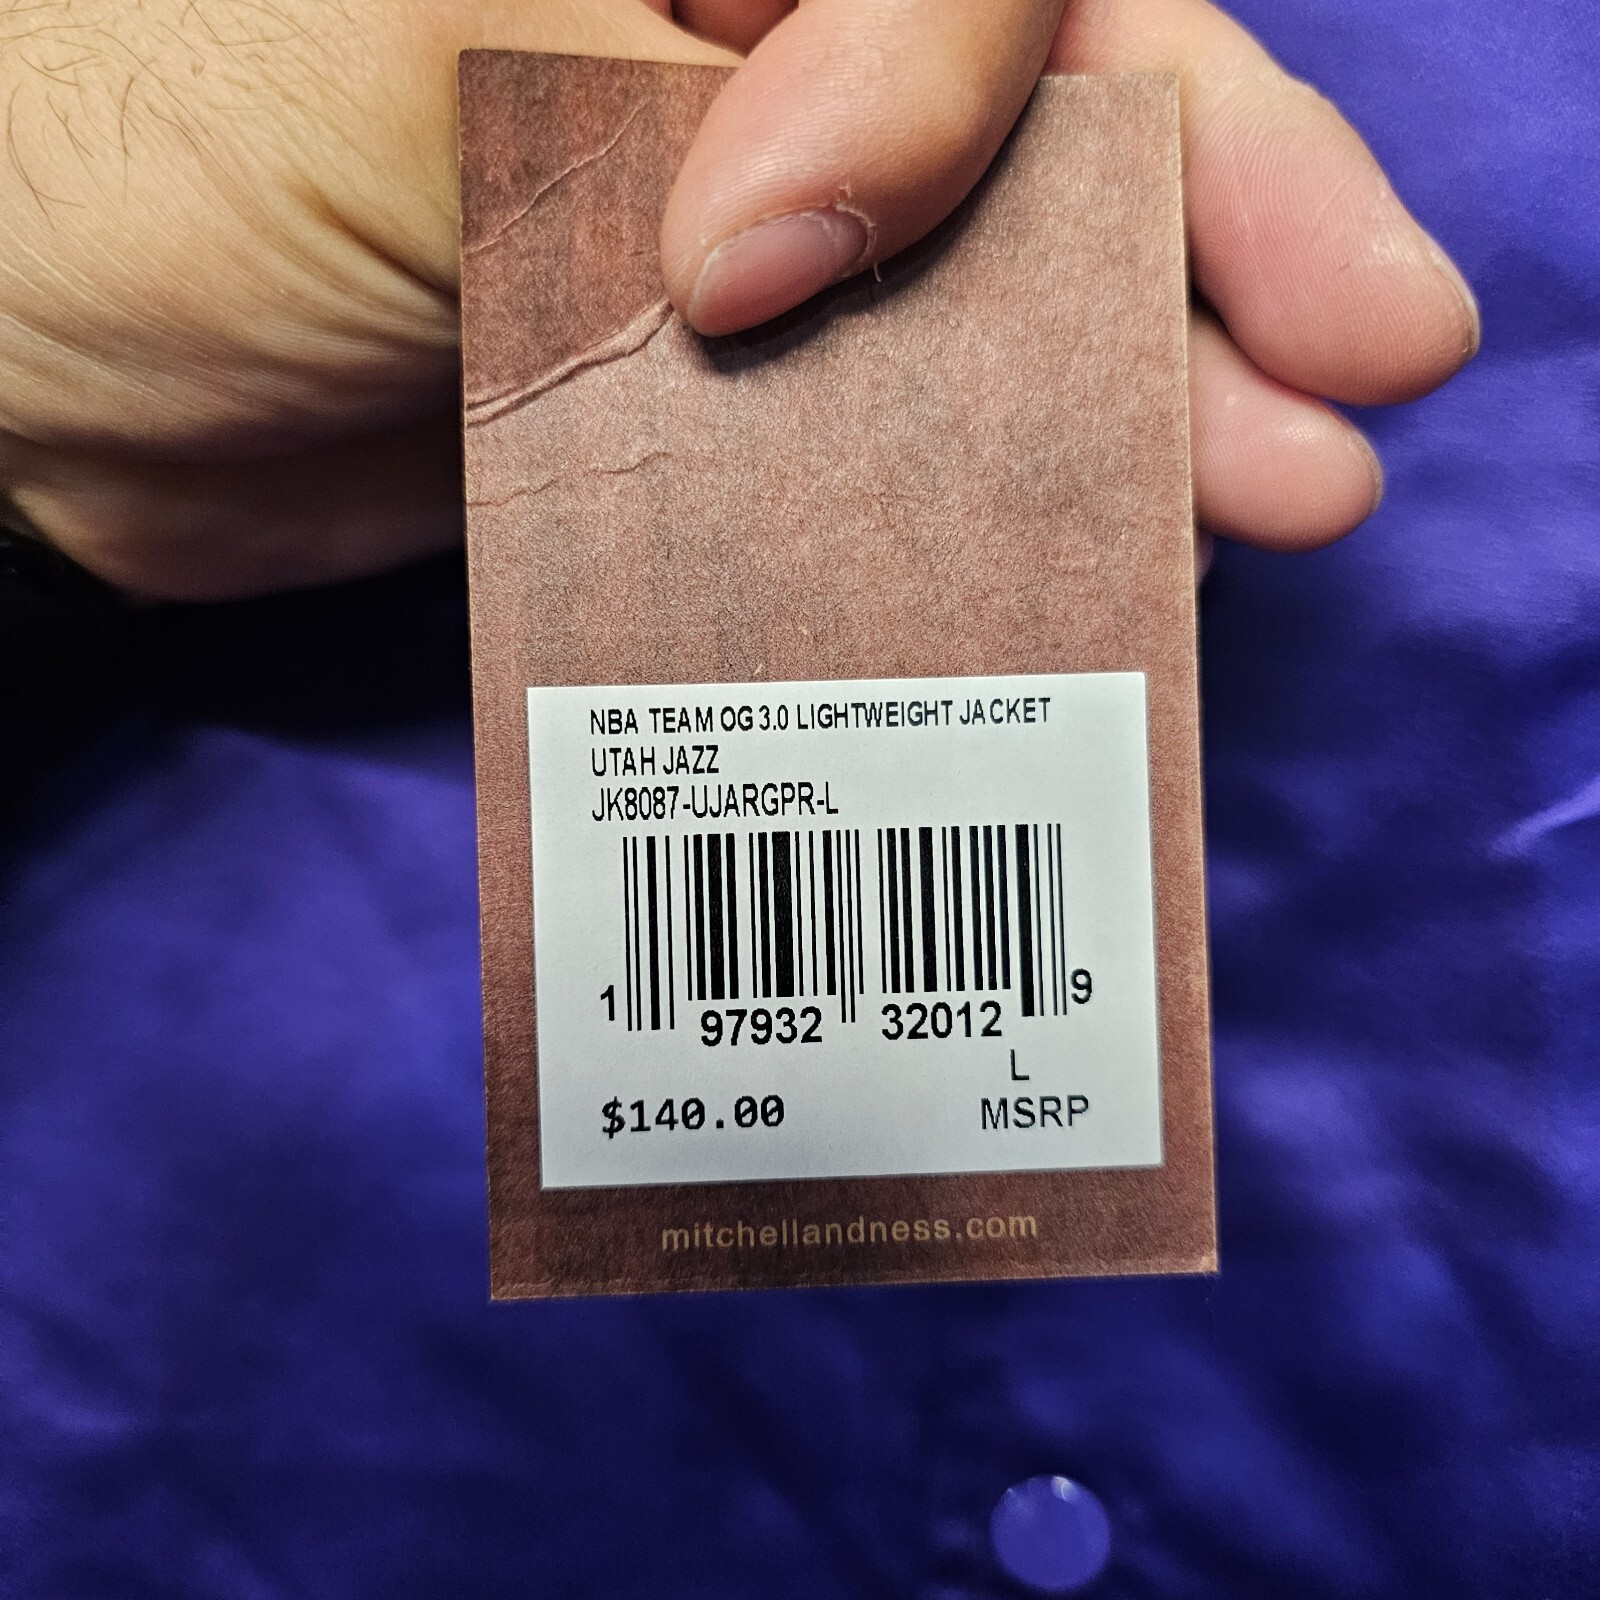 NBA TEAM OG 3.0 LIGHTWEIGHT JACKET
UTAH JAZZ
JK8087-UJARGPR-L
1 97932 32012 9
L
$140.00 MSRP
mitchellandness.com